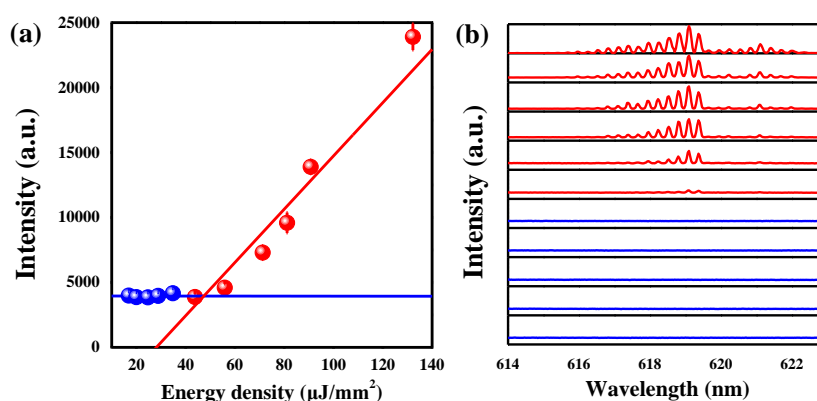 (a)
25000
20000
15000
10000
5000
0
Intensity (a.u.)
20 40 60 80 100 120 140
Energy density (μJ/mm²)
(b)
Intensity (a.u.)
614 616 618 620 622
Wavelength (nm)